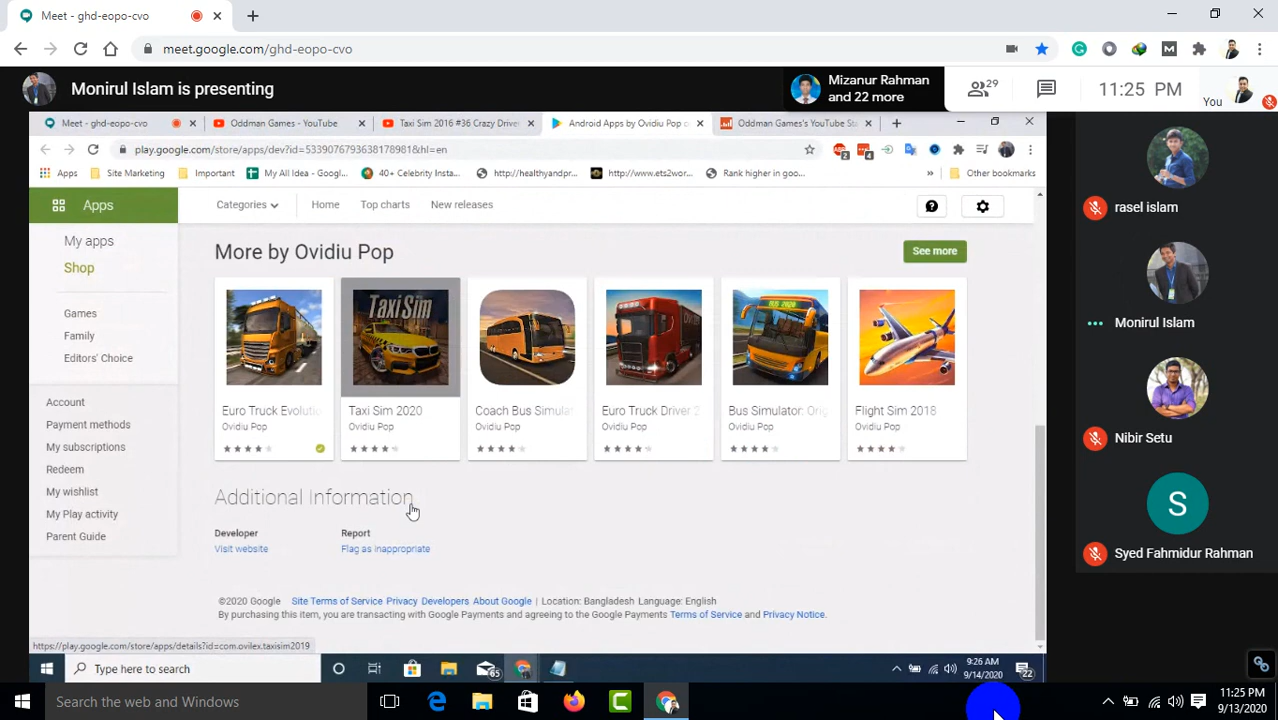 Meet - ghd-eopo-cvo
meet.google.com/ghd-eopo-cvo
Monirul Islam is presenting
Mizanur Rahman
and 22 more
29
11:25 PM
You
Meet - ghd-eopo-cvo
Oddman Games - YouTube
Taxi Sim 2016 #36 Crazy Drive
Android Apps by Ovidiu Pop o
Oddman Games's YouTube St
play.google.com/store/apps/dev?id=5339076793638178981&hl=en
Apps
Site Marketing
Important
My All Idea - Googl...
40+ Celebrity Insta...
http://healthyandpr...
http://www.ets2wor...
Rank higher in goo...
Other bookmarks
Apps
Categories
Home
Top charts
New releases
My apps
Shop
Games
Family
Editors' Choice
Account
Payment methods
My subscriptions
Redeem
My wishlist
My Play activity
Parent Guide
More by Ovidiu Pop
See more
Taxi Sim
BUS 2020
Euro Truck Evolutio
Ovidiu Pop
Taxi Sim 2020
Ovidiu Pop
Coach Bus Simula
Ovidiu Pop
Euro Truck Driver 2
Ovidiu Pop
Bus Simulator: Ori
Ovidiu Pop
Flight Sim 2018
Ovidiu Pop
Additional Information
Developer
Visit website
Report
Flag as inappropriate
©2020 Google Site Terms of Service Privacy Developers About Google | Location: Bangladesh Language: English
By purchasing this item, you are transacting with Google Payments and agreeing to the Google Payments Terms of Service and Privacy Notice.
https://play.google.com/store/apps/details?id=com.ovilex.taxisim2019
Type here to search
65
9:26 AM
9/14/2020
22
rasel islam
Monirul Islam
Nibir Setu
S
Syed Fahmidur Rahman
Search the web and Windows
11:25 PM
9/13/2020